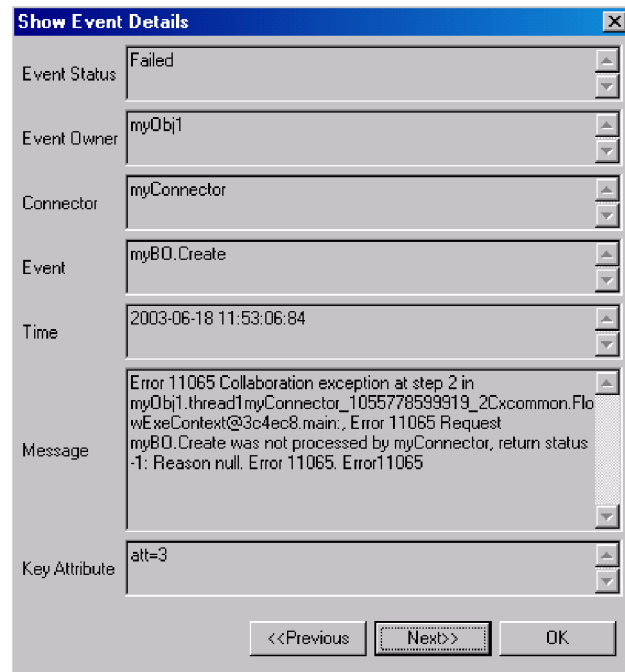 Show Event Details
Event Status
Failed
Event Owner
myObj1
Connector
myConnector
Event
myBO.Create
Time
2003-06-18 11:53:06:84
Message
Error 11065 Collaboration exception at step 2 in
myObj1.thread1myConnector_1055778599919_2Cxcommon.Flo
wExeContext@3c4ec8.main:, Error 11065 Request
myBO.Create was not processed by myConnector, return status
-1: Reason null. Error 11065. Error11065
Key Attribute
att=3
<<Previous
Next>>
OK